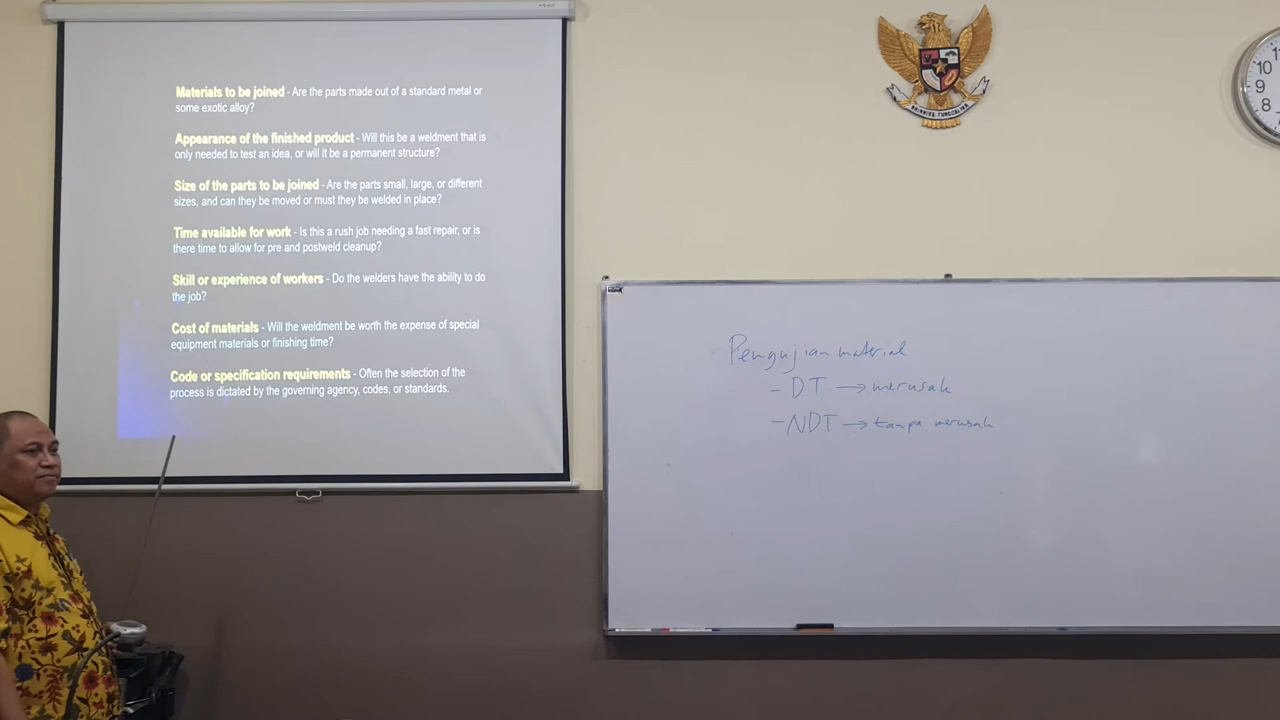 Materials to be joined - Are the parts made out of a standard metal or
some exotic alloy?
Appearance of the finished product - Will this be a weldment that is
only needed to test an idea, or will it be a permanent structure?
Size of the parts to be joined - Are the parts small, large, or different
sizes, and can they be moved or must they be welded in place?
Time available for work - Is this a rush job needing a fast repair, or is
there time to allow for pre and postweld cleanup?
Skill or experience of workers - Do the welders have the ability to do
the job?
Cost of materials - Will the weldment be worth the expense of special
equipment materials or finishing time?
Code or specification requirements - Often the selection of the
process is dictated by the governing agency, codes, or standards.
BHINNEKA TUNGGAL IKA
11
10
9
8
Pengujian material
- DT → merusak
- NDT → tanpa merusak